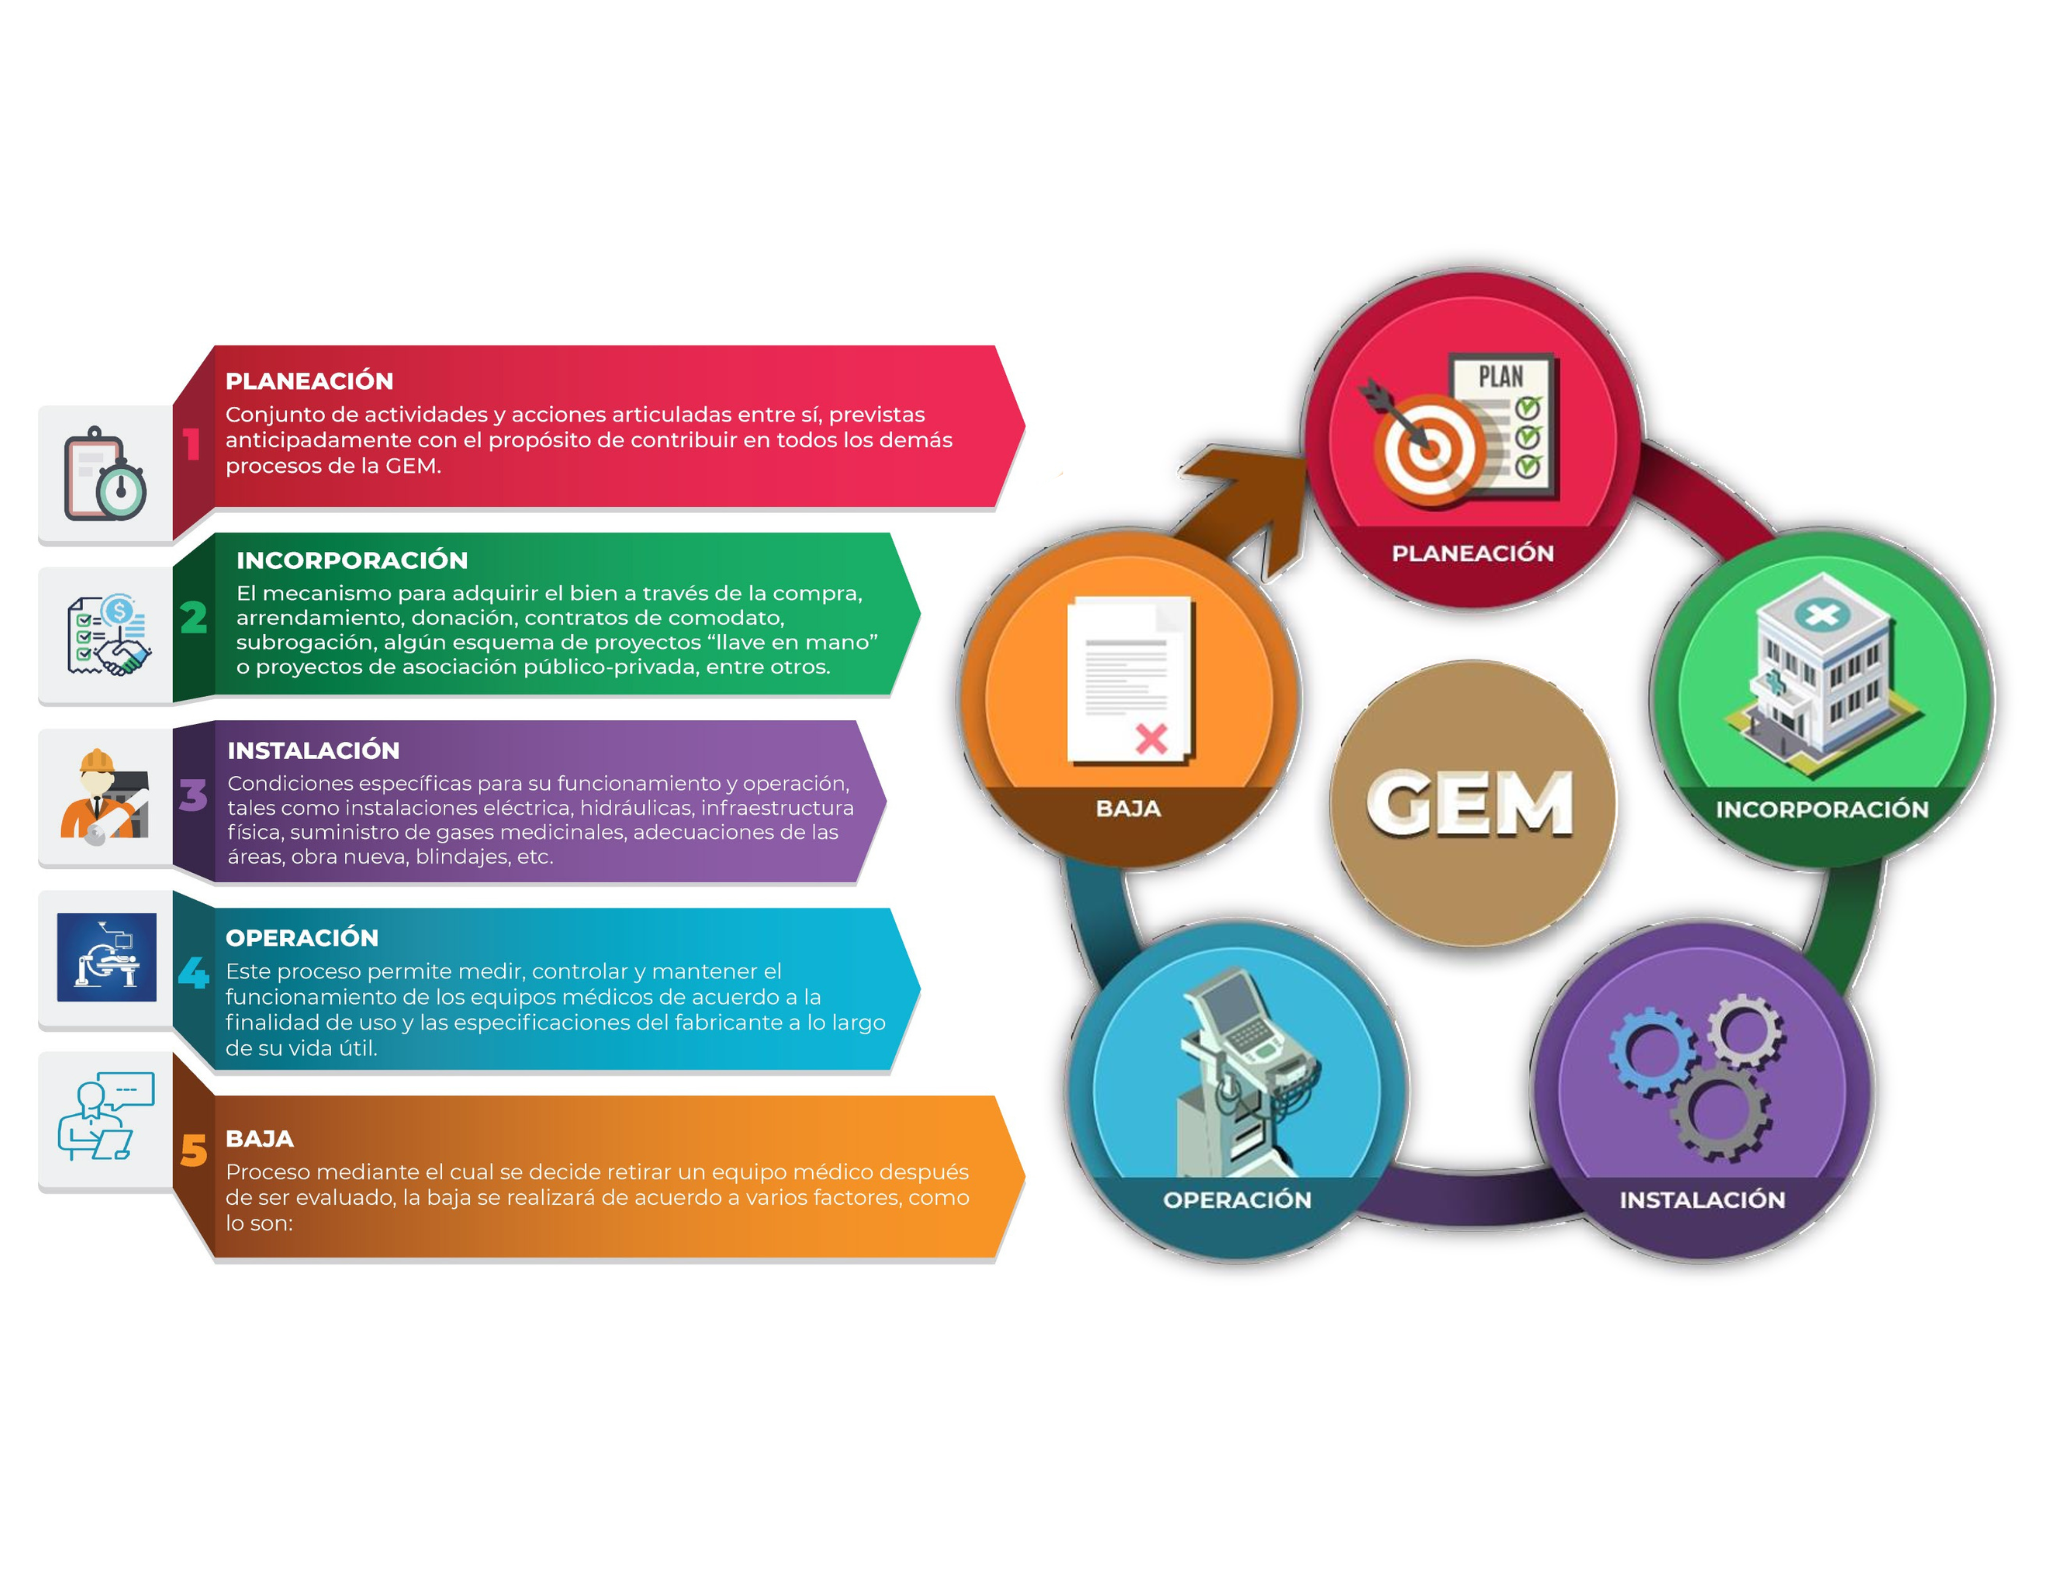 1
PLANEACIÓN
Conjunto de actividades y acciones articuladas entre sí, previstas
anticipadamente con el propósito de contribuir en todos los demás
procesos de la GEM.
2
INCORPORACIÓN
El mecanismo para adquirir el bien a través de la compra,
arrendamiento, donación, contratos de comodato,
subrogación, algún esquema de proyectos “llave en mano”
o proyectos de asociación público-privada, entre otros.
3
INSTALACIÓN
Condiciones específicas para su funcionamiento y operación,
tales como instalaciones eléctrica, hidráulicas, infraestructura
física, suministro de gases medicinales, adecuaciones de las
áreas, obra nueva, blindajes, etc.
4
OPERACIÓN
Este proceso permite medir, controlar y mantener el
funcionamiento de los equipos médicos de acuerdo a la
finalidad de uso y las especificaciones del fabricante a lo largo
de su vida útil.
5
BAJA
Proceso mediante el cual se decide retirar un equipo médico después
de ser evaluado, la baja se realizará de acuerdo a varios factores, como
lo son:
PLAN
PLANEACIÓN
INCORPORACIÓN
INSTALACIÓN
OPERACIÓN
BAJA
GEM